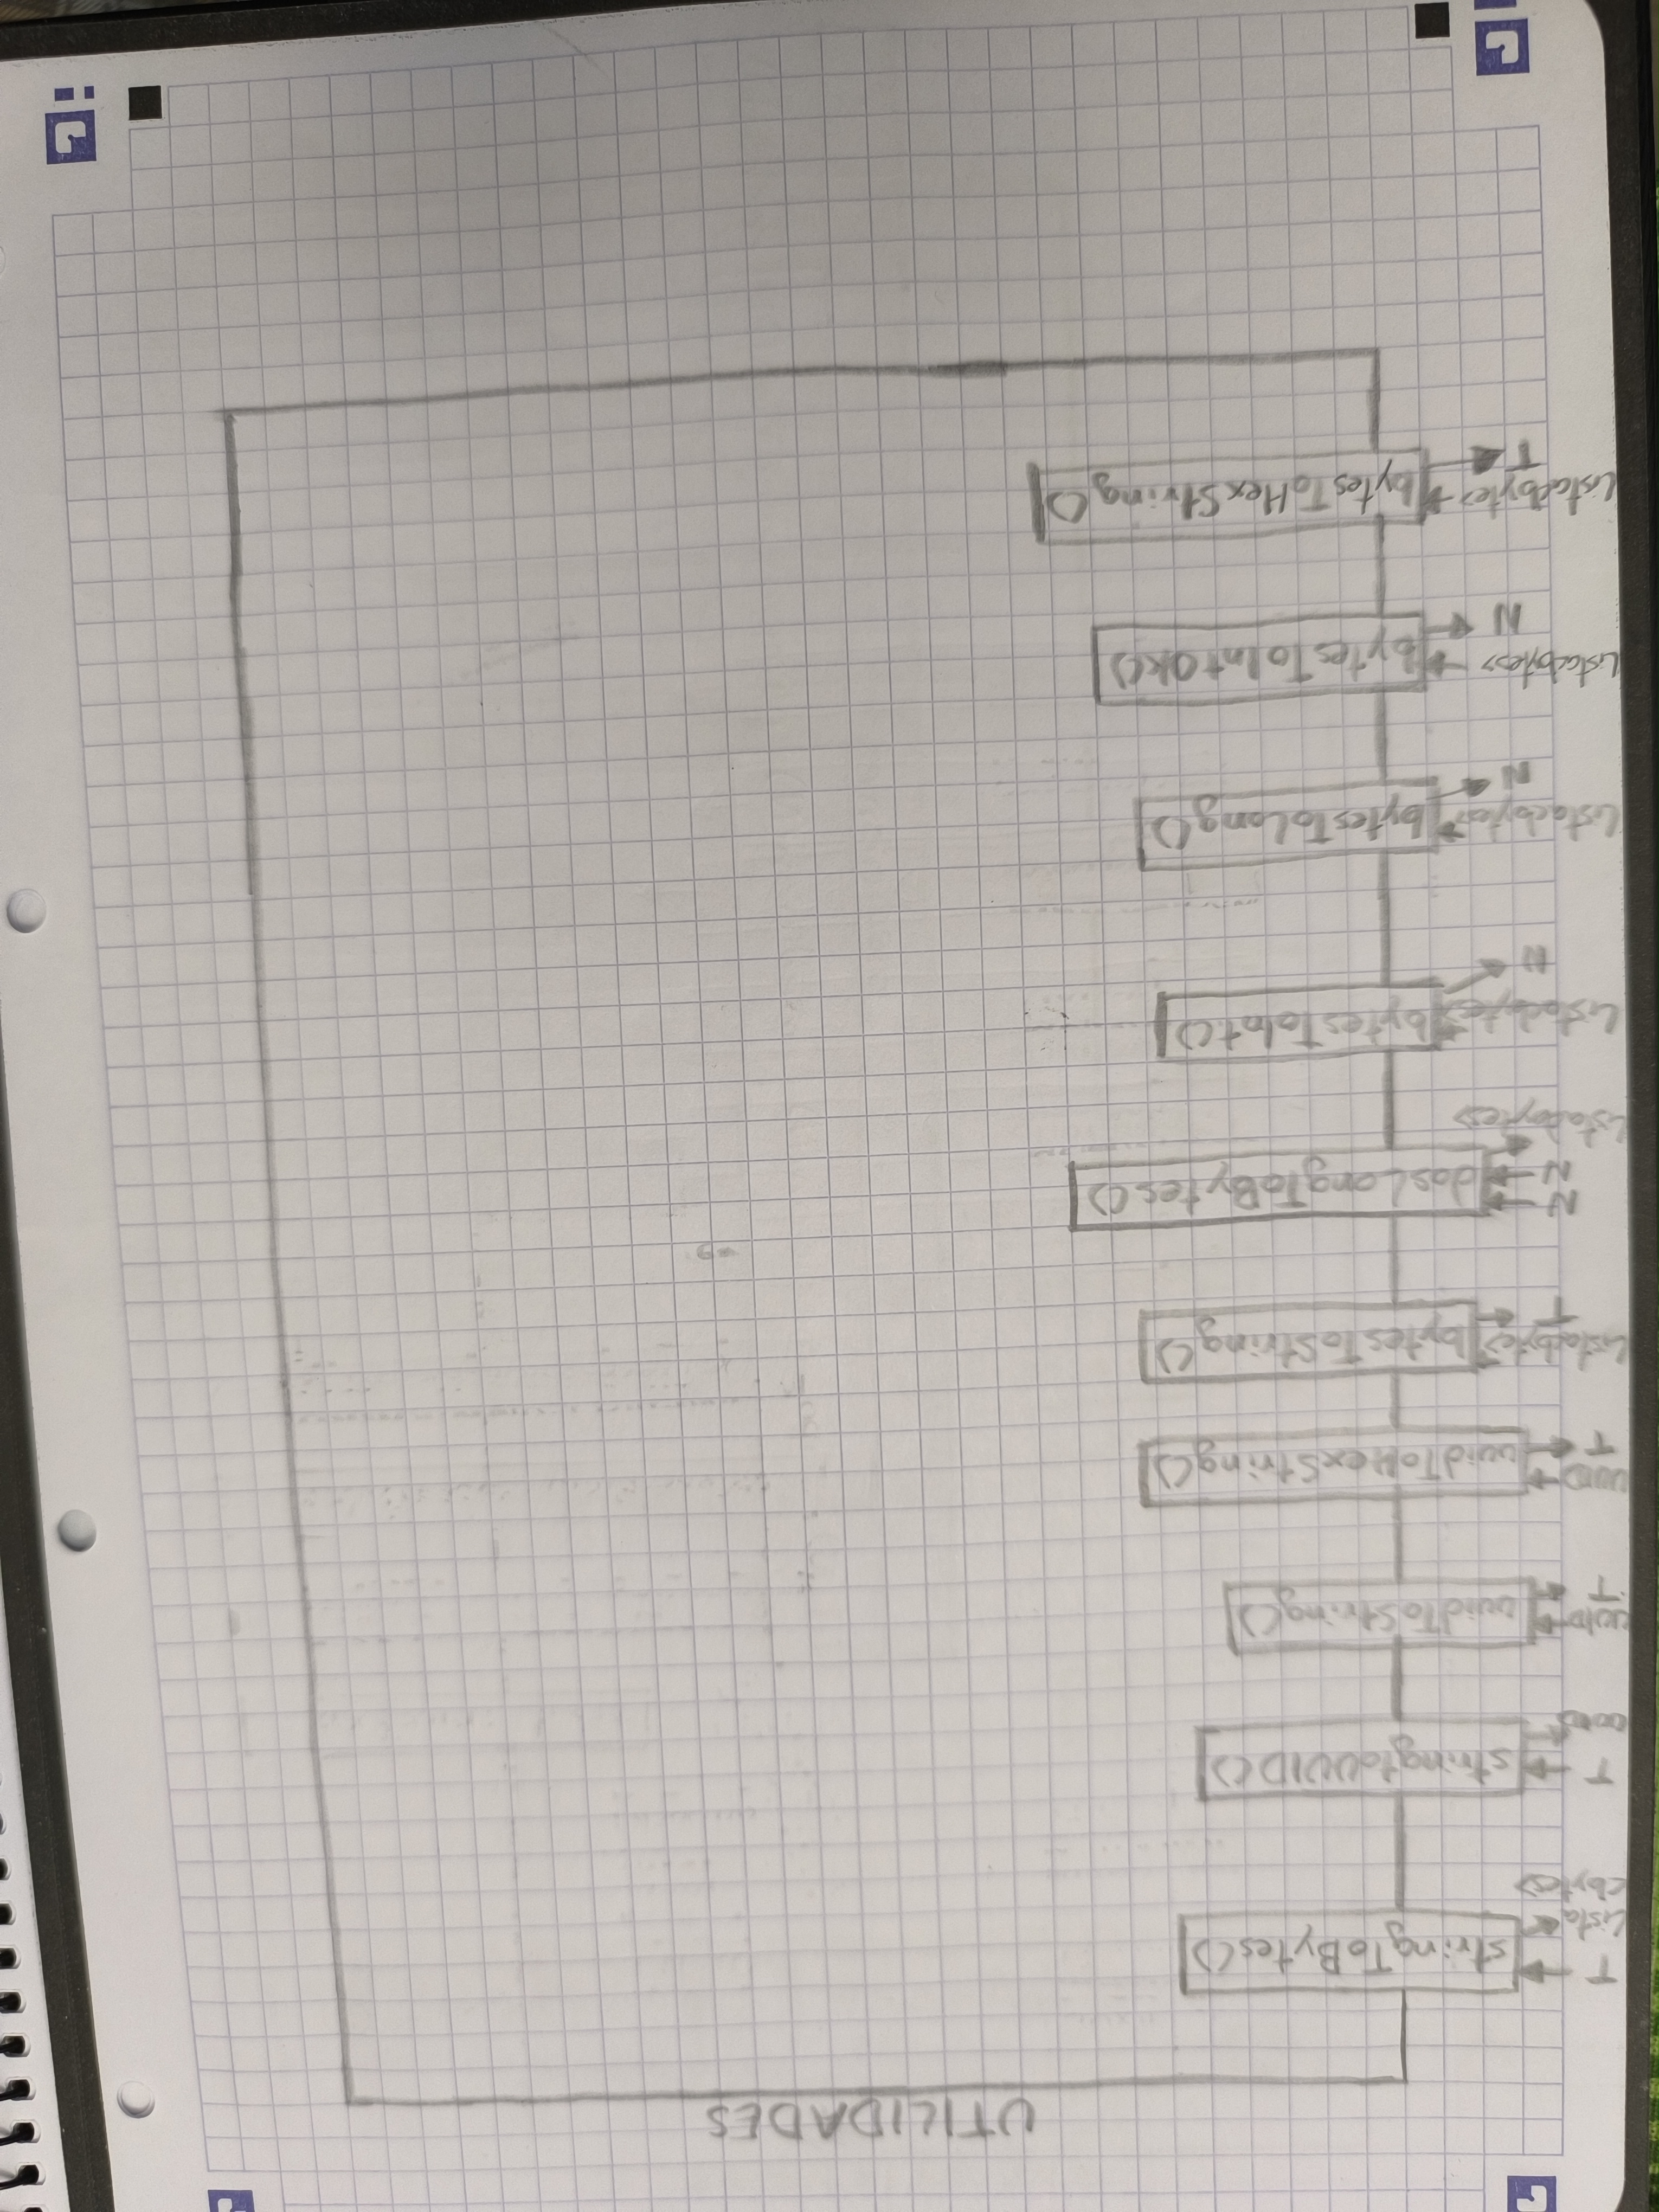 UTILIDADES
T
stringToBytes()
Lista
<bytes>
T
stringtoUUID()
UUID
UUID
uuidToString()
T
UUID
uuidToHexString()
T
Lista<bytes>
bytesToString()
T
N
N
dosLongToBytes()
Lista<bytes>
Lista<bytes>
bytesToInt()
N
Lista<bytes>
bytesToLong()
N
Lista<bytes>
bytesToIntOk()
N
Lista<bytes>
bytesToHexString()
T